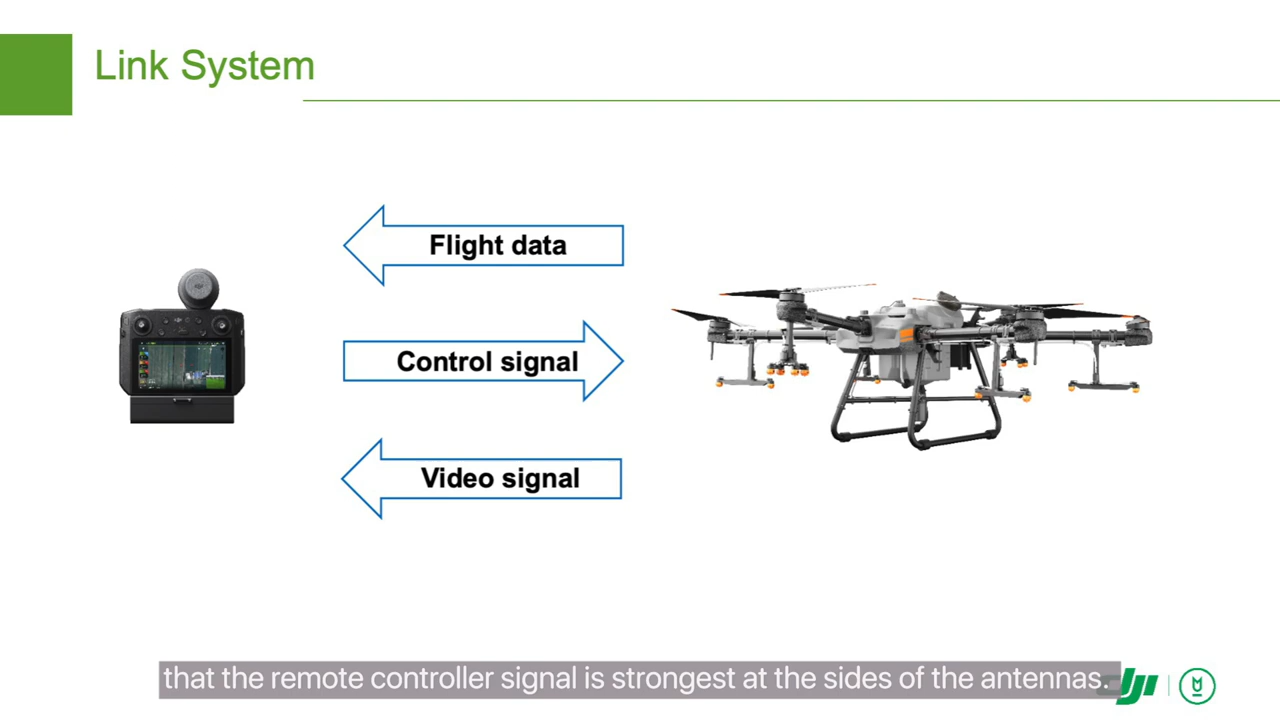 Link System
Flight data
Control signal
Video signal
that the remote controller signal is strongest at the sides of the antennas.
dji